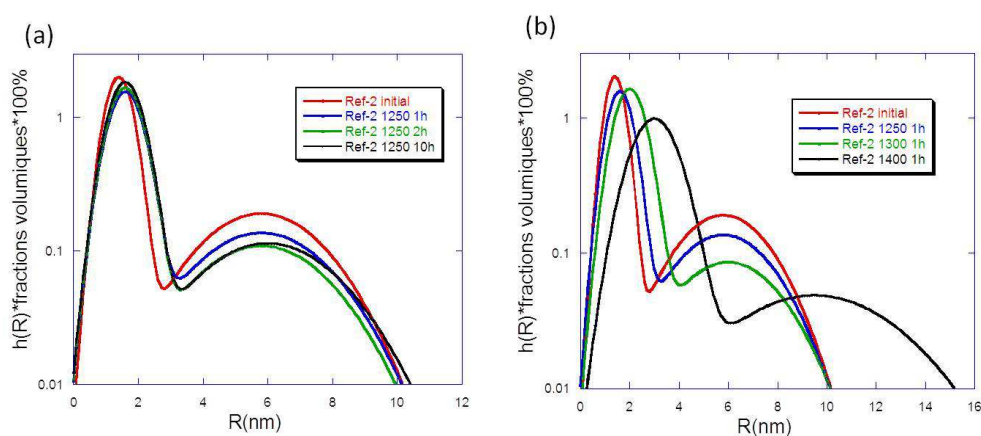 (a)
h(R)*fractions volumiques*100%
1
0.1
0.01
0
2
4
6
8
10
12
R(nm)
Ref-2 initial
Ref-2 1250 1h
Ref-2 1250 2h
Ref-2 1250 10h
(b)
h(R)*fractions volumiques*100%
1
0.1
0.01
0
2
4
6
8
10
12
14
16
R(nm)
Ref-2 initial
Ref-2 1250 1h
Ref-2 1300 1h
Ref-2 1400 1h